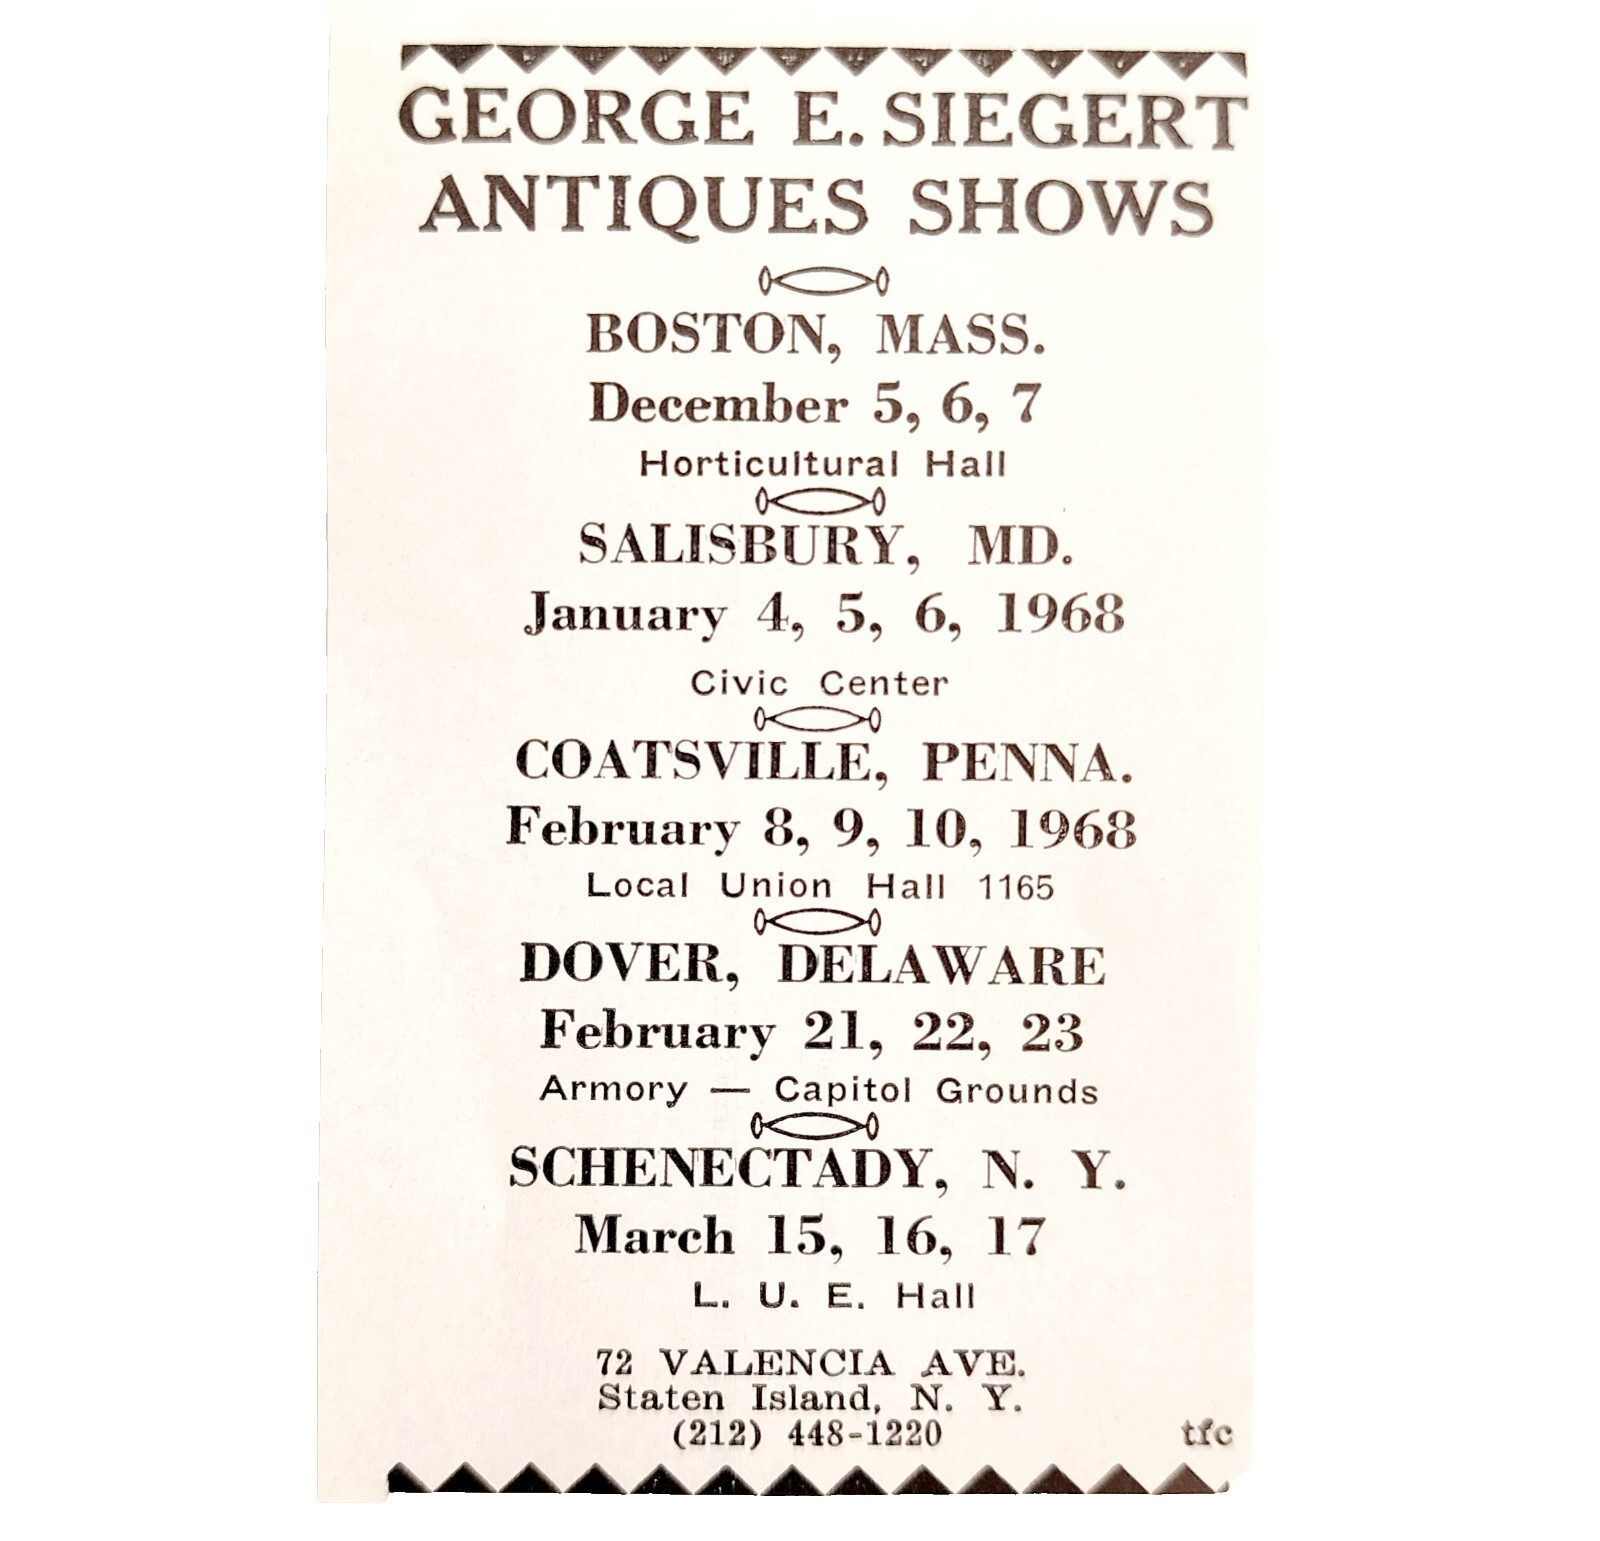 GEORGE E. SIEGERT
ANTIQUES SHOWS
BOSTON, MASS.
December 5, 6, 7
Horticultural Hall
SALISBURY, MD.
January 4, 5, 6, 1968
Civic Center
COATSVILLE, PENNA.
February 8, 9, 10, 1968
Local Union Hall 1165
DOVER, DELAWARE
February 21, 22, 23
Armory — Capitol Grounds
SCHENECTADY, N. Y.
March 15, 16, 17
L. U. E. Hall
72 VALENCIA AVE.
Staten Island, N. Y.
(212) 448-1220
tfc